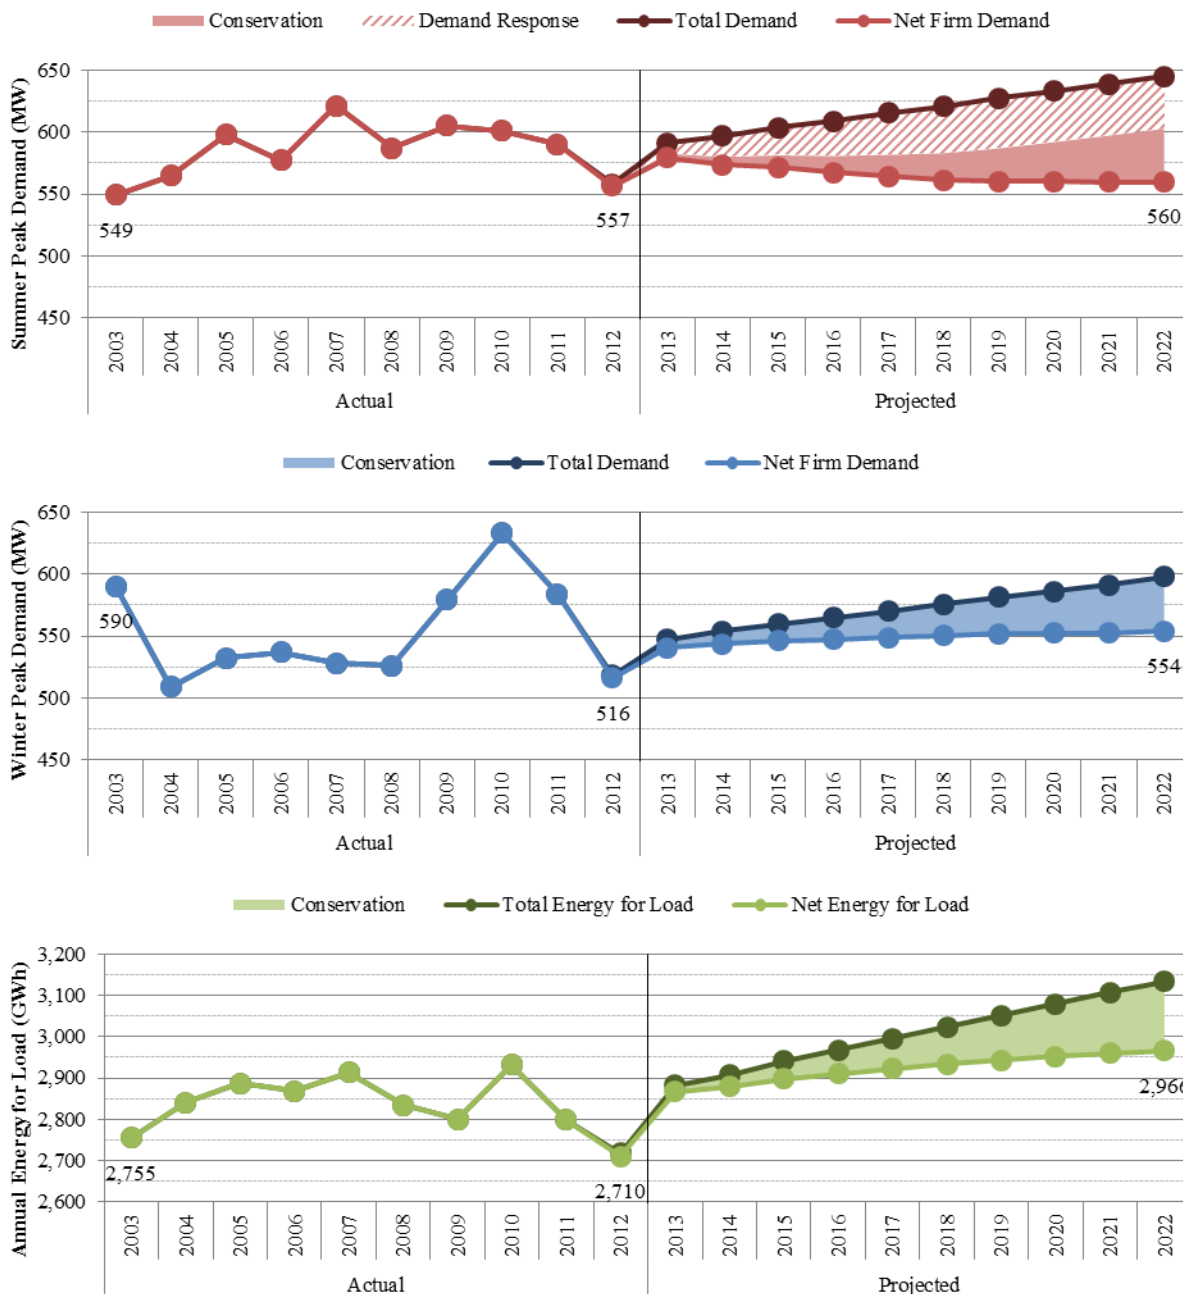 Conservation Demand Response Total Demand Net Firm Demand
Summer Peak Demand (MW)
650
600
550
500
450
549
557
560
2003 2004 2005 2006 2007 2008 2009 2010 2011 2012 2013 2014 2015 2016 2017 2018 2019 2020 2021 2022
Actual Projected
Conservation Total Demand Net Firm Demand
Winter Peak Demand (MW)
650
600
550
500
450
590
516
554
2003 2004 2005 2006 2007 2008 2009 2010 2011 2012 2013 2014 2015 2016 2017 2018 2019 2020 2021 2022
Actual Projected
Conservation Total Energy for Load Net Energy for Load
Annual Energy for Load (GWh)
3,200
3,100
3,000
2,900
2,800
2,700
2,600
2,755
2,710
2,966
2003 2004 2005 2006 2007 2008 2009 2010 2011 2012 2013 2014 2015 2016 2017 2018 2019 2020 2021 2022
Actual Projected